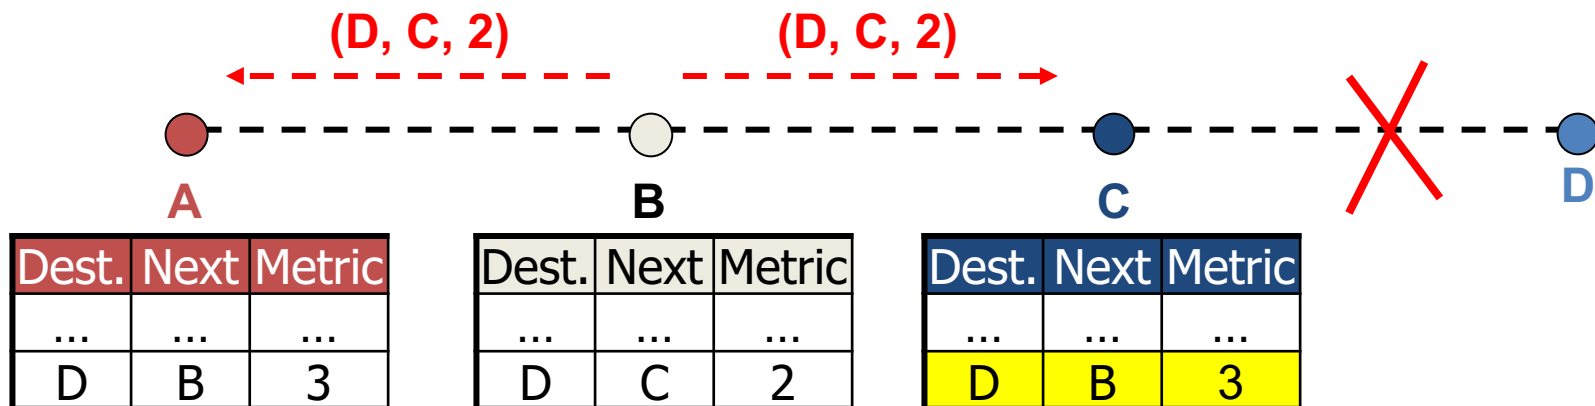 (D, C, 2) (D, C, 2)
A B C D
Dest. Next Metric Dest. Next Metric Dest. Next Metric
... ... ... ... ... ... ... ... ...
D B 3 D C 2 D B 3